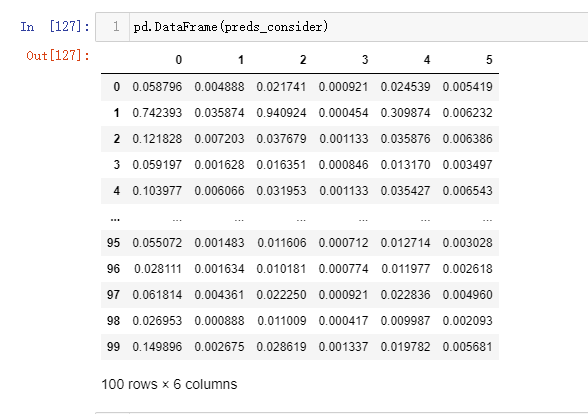 In [127]: 1 pd.DataFrame(preds_consider)
Out[127]:
0 1 2 3 4 5
0 0.058796 0.004888 0.021741 0.000921 0.024539 0.005419
1 0.742393 0.035874 0.940924 0.000454 0.309874 0.006232
2 0.121828 0.007203 0.037679 0.001133 0.035876 0.006386
3 0.059197 0.001628 0.016351 0.000846 0.013170 0.003497
4 0.103977 0.006066 0.031953 0.001133 0.035427 0.006543
... ... ... ... ... ... ...
95 0.055072 0.001483 0.011606 0.000712 0.012714 0.003028
96 0.028111 0.001634 0.010181 0.000774 0.011977 0.002618
97 0.061814 0.004361 0.022250 0.000921 0.022836 0.004960
98 0.026953 0.000888 0.011009 0.000417 0.009987 0.002093
99 0.149896 0.002675 0.028619 0.001337 0.019782 0.005681
100 rows × 6 columns